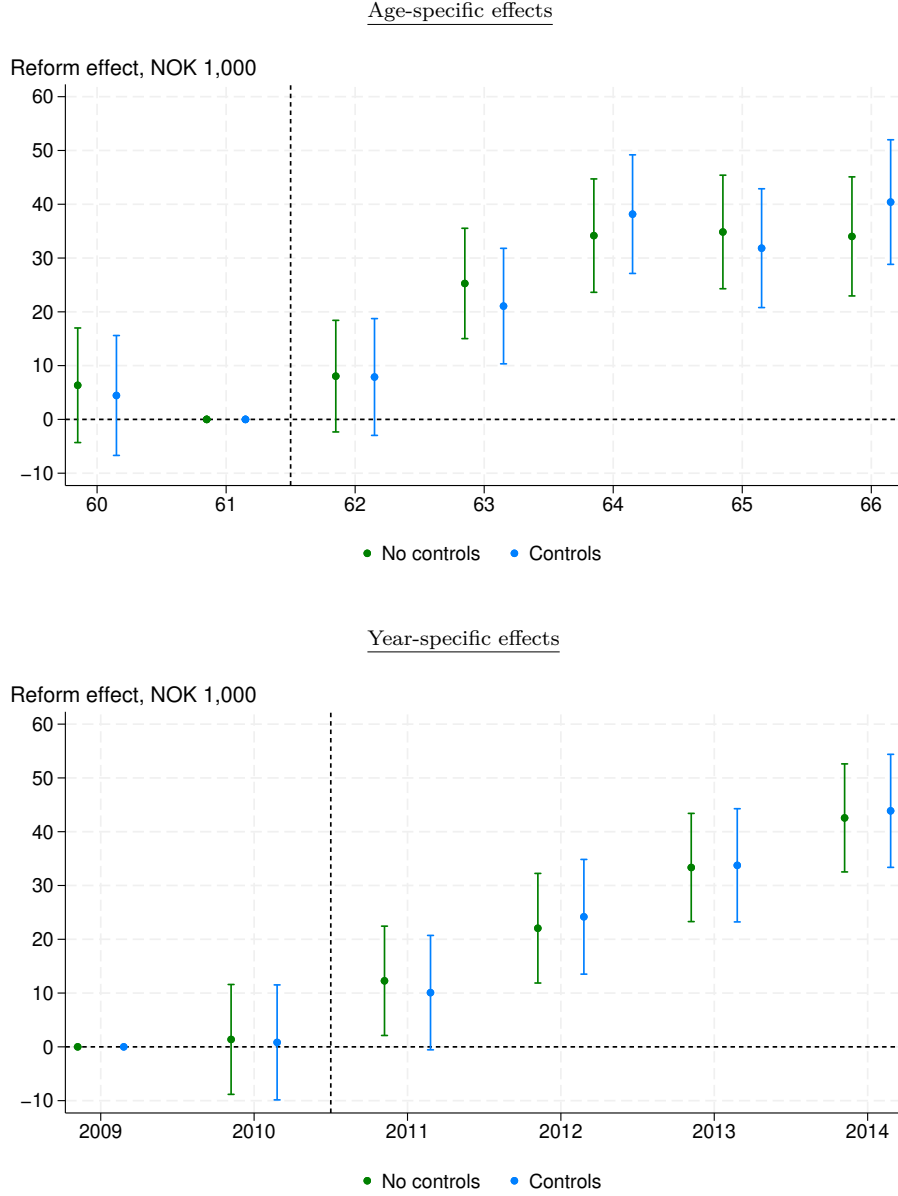 Age-specific effects
Reform effect, NOK 1,000
60
50
40
30
20
10
0
−10
60 61 62 63 64 65 66
No controls Controls
Year-specific effects
Reform effect, NOK 1,000
60
50
40
30
20
10
0
−10
2009 2010 2011 2012 2013 2014
No controls Controls